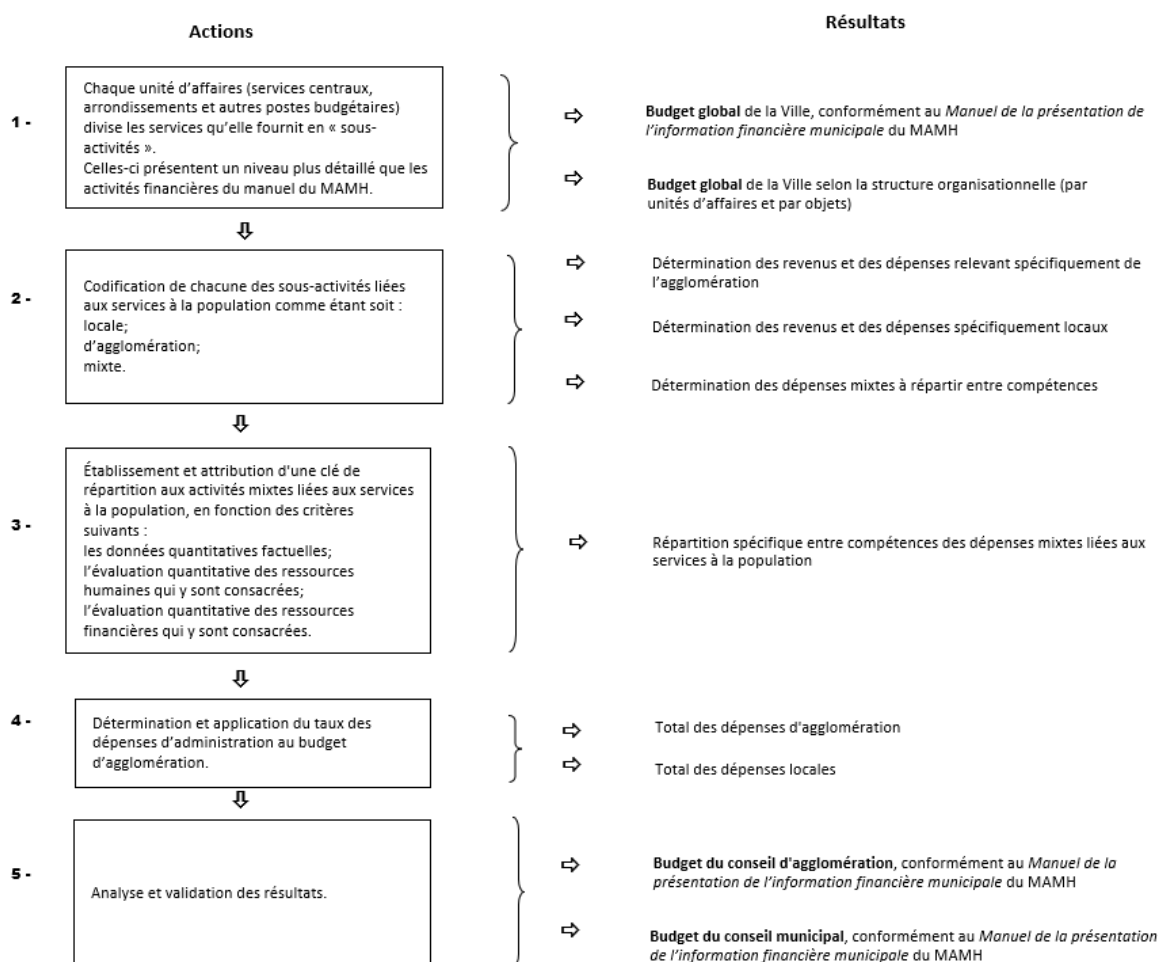 Actions
Résultats
1 -
Chaque unité d'affaires (services centraux,
arrondissements et autres postes budgétaires)
divise les services qu'elle fournit en « sous-
activités ».
Celles-ci présentent un niveau plus détaillé que les
activités financières du manuel du MAMH.
⇨ Budget global de la Ville, conformément au Manuel de la présentation de
l'information financière municipale du MAMH
⇨ Budget global de la Ville selon la structure organisationnelle (par
unités d'affaires et par objets)
2 -
Codification de chacune des sous-activités liées
aux services à la population comme étant soit :
locale;
d'agglomération;
mixte.
⇨ Détermination des revenus et des dépenses relevant spécifiquement de
l'agglomération
⇨ Détermination des revenus et des dépenses spécifiquement locaux
⇨ Détermination des dépenses mixtes à répartir entre compétences
3 -
Établissement et attribution d'une clé de
répartition aux activités mixtes liées aux services
à la population, en fonction des critères
suivants :
les données quantitatives factuelles;
l'évaluation quantitative des ressources
humaines qui y sont consacrées;
l'évaluation quantitative des ressources
financières qui y sont consacrées.
⇨ Répartition spécifique entre compétences des dépenses mixtes liées aux
services à la population
4 -
Détermination et application du taux des
dépenses d'administration au budget
d'agglomération.
⇨ Total des dépenses d'agglomération
⇨ Total des dépenses locales
5 -
Analyse et validation des résultats.
⇨ Budget du conseil d'agglomération, conformément au Manuel de la
présentation de l'information financière municipale du MAMH
⇨ Budget du conseil municipal, conformément au Manuel de la présentation
de l'information financière municipale du MAMH